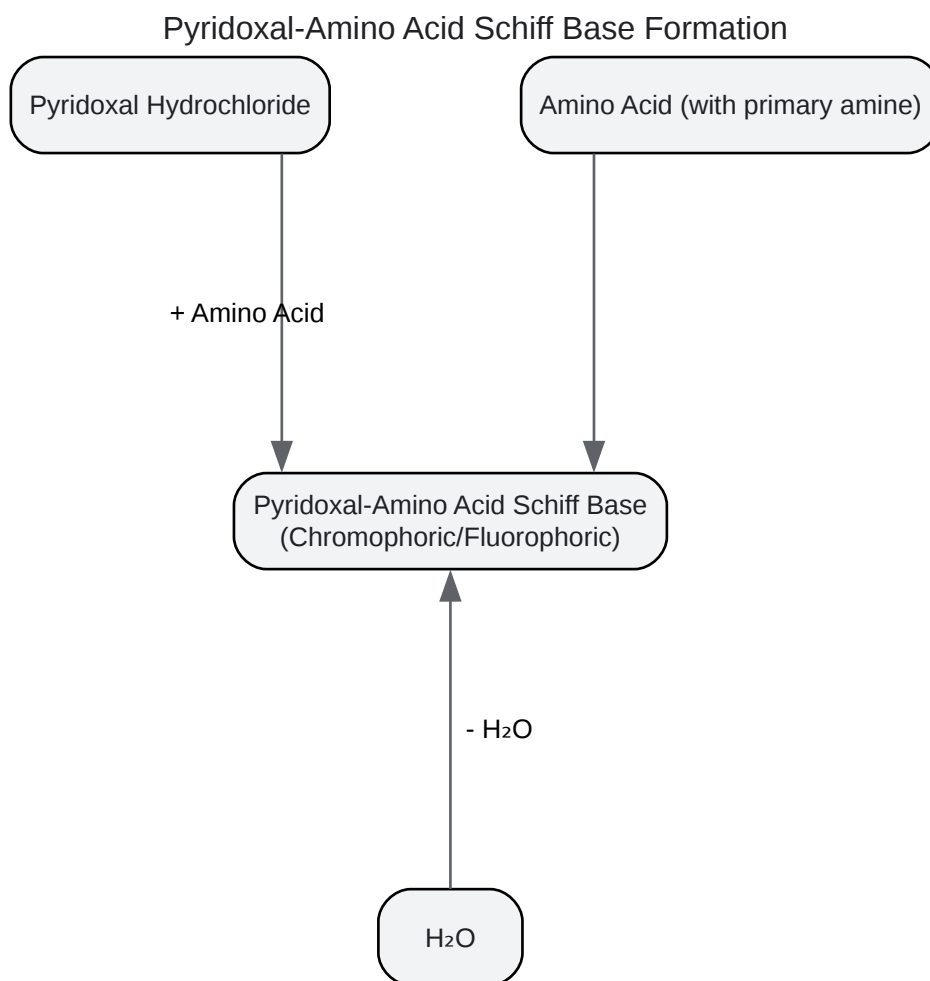 Pyridoxal-Amino Acid Schiff Base Formation
Pyridoxal Hydrochloride
Amino Acid (with primary amine)
+ Amino Acid
Pyridoxal-Amino Acid Schiff Base
(Chromophoric/Fluorophoric)
- H₂O
H₂O